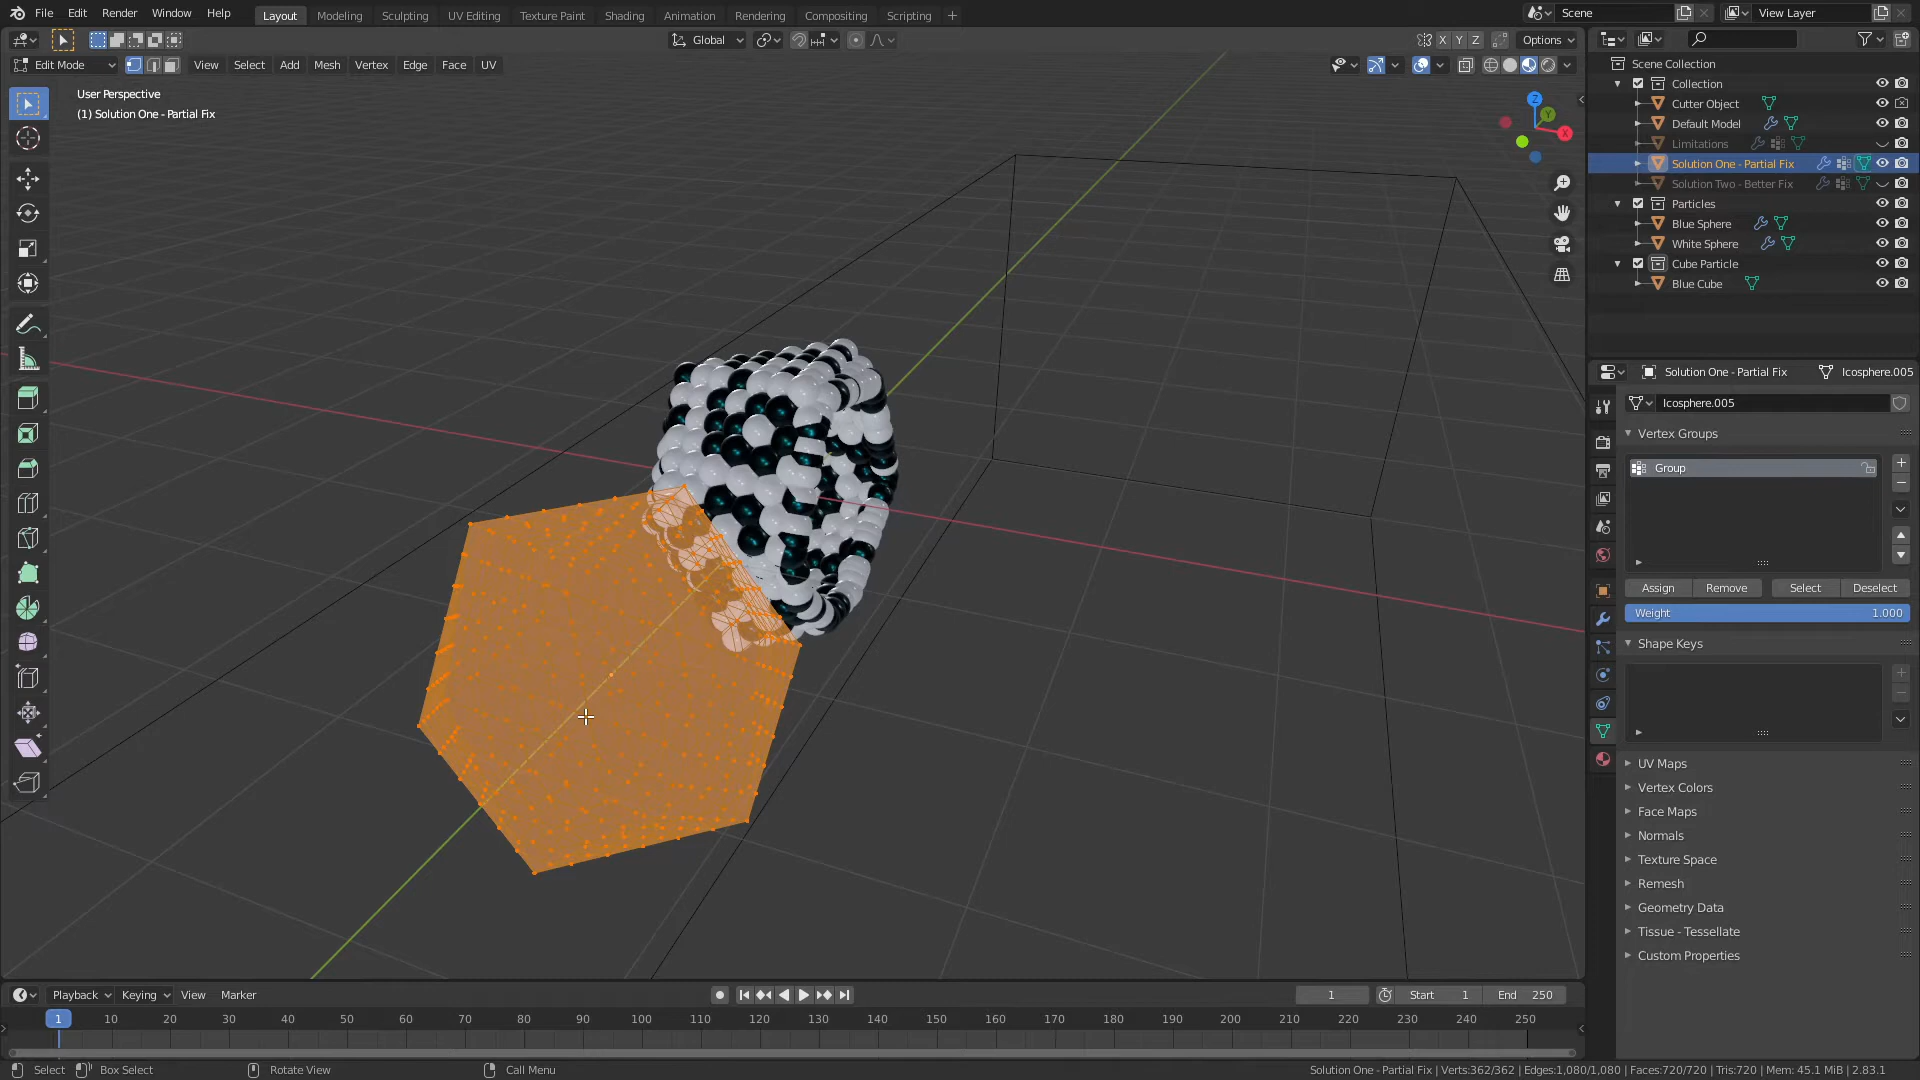 File Edit Render Window Help Layout Modeling Sculpting UV Editing Texture Paint Shading Animation Rendering Compositing Scripting + Scene View Layer
Global X Y Z Options
Edit Mode View Select Add Mesh Vertex Edge Face UV
User Perspective
(1) Solution One - Partial Fix
Z
Y
X
Scene Collection
Collection
Cutter Object
Default Model
Limitations
Solution One - Partial Fix
Solution Two - Better Fix
Particles
Blue Sphere
White Sphere
Cube Particle
Blue Cube
Solution One - Partial Fix Icosphere.005
Icosphere.005
Vertex Groups
Group
Assign Remove Select Deselect
Weight 1.000
Shape Keys
UV Maps
Vertex Colors
Face Maps
Normals
Texture Space
Remesh
Geometry Data
Tissue - Tessellate
Custom Properties
Playback Keying View Marker 1 Start 1 End 250
1 10 20 30 40 50 60 70 80 90 100 110 120 130 140 150 160 170 180 190 200 210 220 230 240 250
Select Box Select Rotate View Call Menu Solution One - Partial Fix | Verts:362/362 | Edges:1,080/1,080 | Faces:720/720 | Tris:720 | Mem: 45.1 MiB | 2.83.1